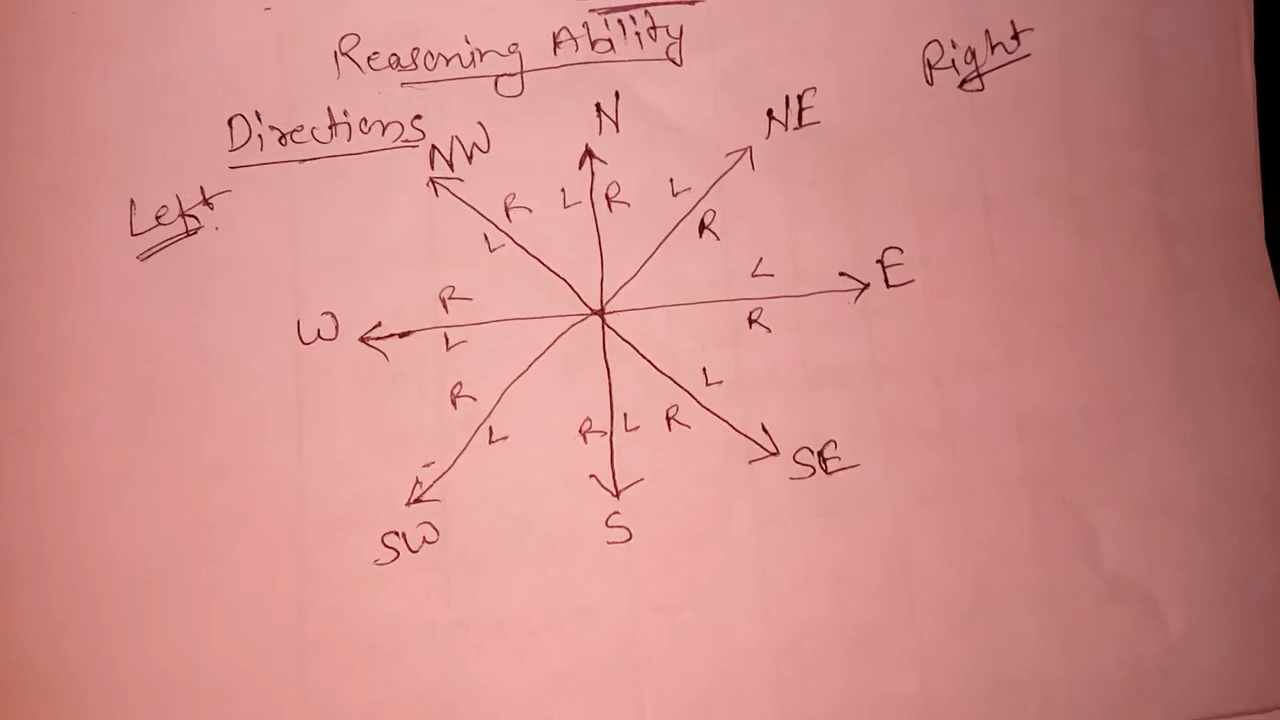 Reasoning Ability
Right
Directions
Left
NW
N
NE
R L R L
L R
R L E
W
L R
R L
L R L R
SE
SW S